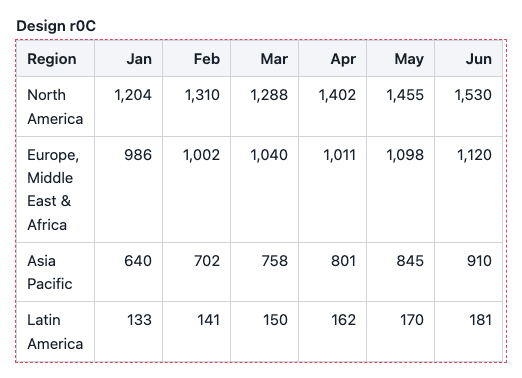 Design r0C
Region Jan Feb Mar Apr May Jun
North 1,204 1,310 1,288 1,402 1,455 1,530
America
Europe, 986 1,002 1,040 1,011 1,098 1,120
Middle
East &
Africa
Asia 640 702 758 801 845 910
Pacific
Latin 133 141 150 162 170 181
America